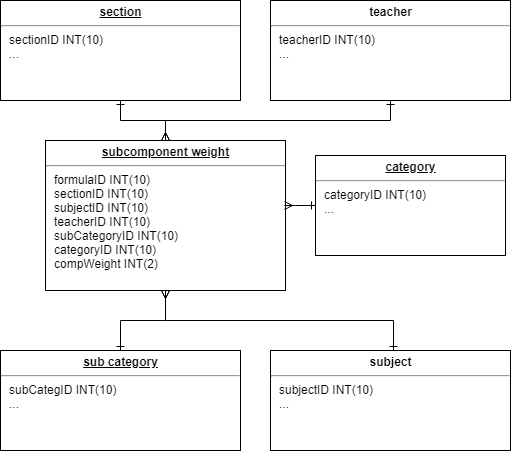 section
sectionID INT(10)
...
teacher
teacherID INT(10)
...
subcomponent weight
formulaID INT(10)
sectionID INT(10)
subjectID INT(10)
teacherID INT(10)
subCategoryID INT(10)
categoryID INT(10)
compWeight INT(2)
category
categoryID INT(10)
...
sub category
subCategID INT(10)
...
subject
subjectID INT(10)
...